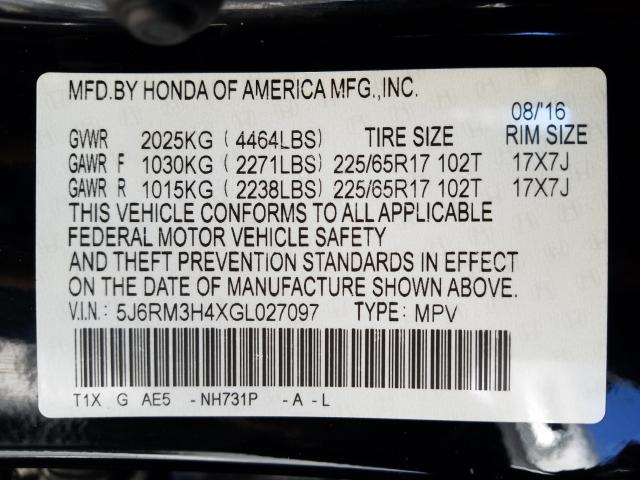 MFD.BY HONDA OF AMERICA MFG.,INC.
08/'16
GVWR 2025KG (4464LBS) TIRE SIZE RIM SIZE
GAWR F 1030KG (2271LBS) 225/65R17 102T 17X7J
GAWR R 1015KG (2238LBS) 225/65R17 102T 17X7J
THIS VEHICLE CONFORMS TO ALL APPLICABLE
FEDERAL MOTOR VEHICLE SAFETY
AND THEFT PREVENTION STANDARDS IN EFFECT
ON THE DATE OF MANUFACTURE SHOWN ABOVE.
V.I.N.: 5J6RM3H4XGL027097 TYPE: MPV
T1X G AE5 -NH731P -A-L